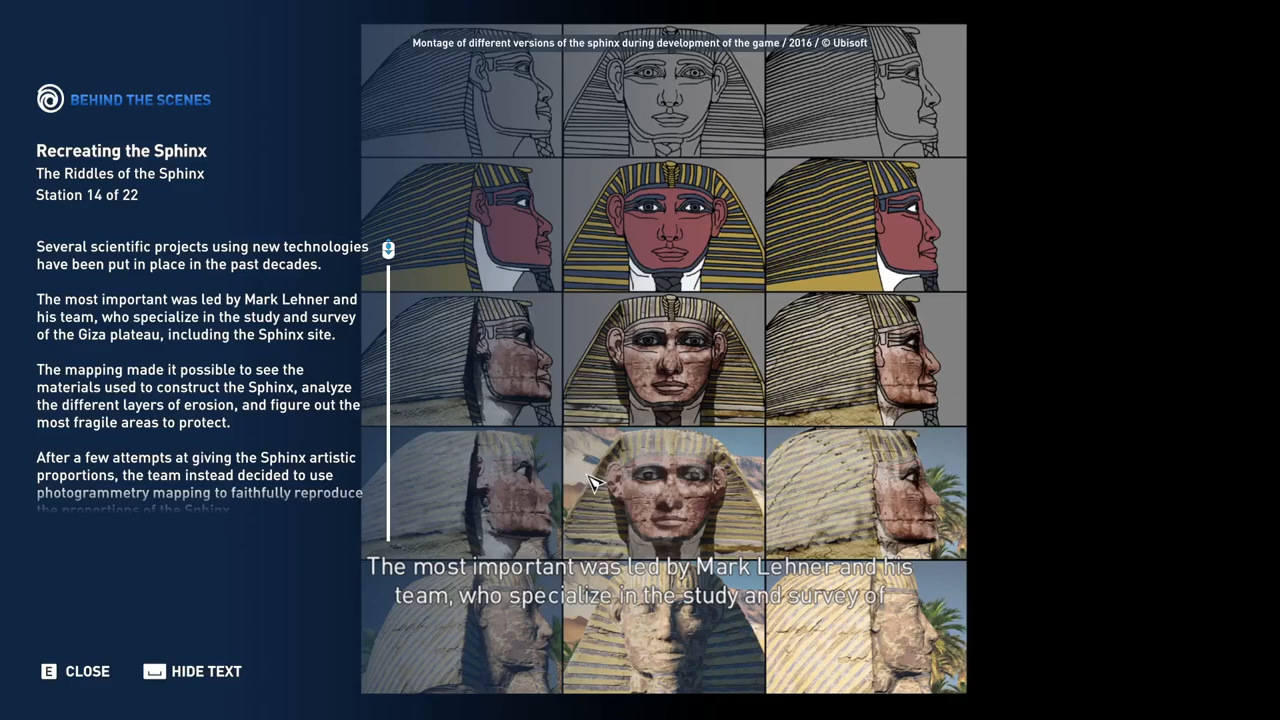 Montage of different versions of the sphinx during development of the game / 2016 / © Ubisoft
BEHIND THE SCENES
Recreating the Sphinx
The Riddles of the Sphinx
Station 14 of 22
Several scientific projects using new technologies
have been put in place in the past decades.
The most important was led by Mark Lehner and
his team, who specialize in the study and survey
of the Giza plateau, including the Sphinx site.
The mapping made it possible to see the
materials used to construct the Sphinx, analyze
the different layers of erosion, and figure out the
most fragile areas to protect.
After a few attempts at giving the Sphinx artistic
proportions, the team instead decided to use
photogrammetry mapping to faithfully reproduce
the proportions of the Sphinx.
The most important was led by Mark Lehner and his
team, who specialize in the study and survey of
E CLOSE
HIDE TEXT